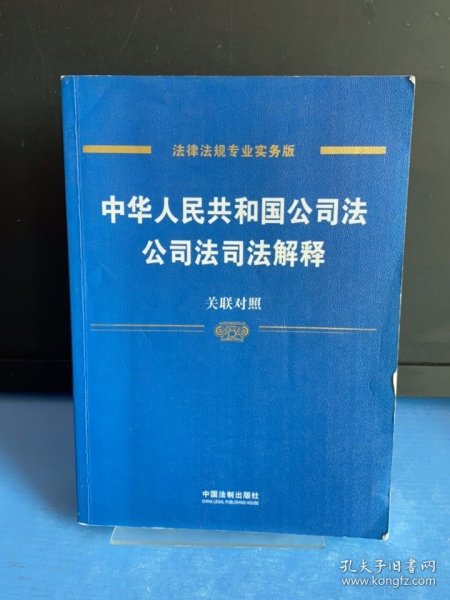 法律法规专业实务版
中华人民共和国公司法
公司法司法解释
关联对照
中国法制出版社
CHINA LEGAL PUBLISHING HOUSE
孔夫子旧书网
www.kongfz.com